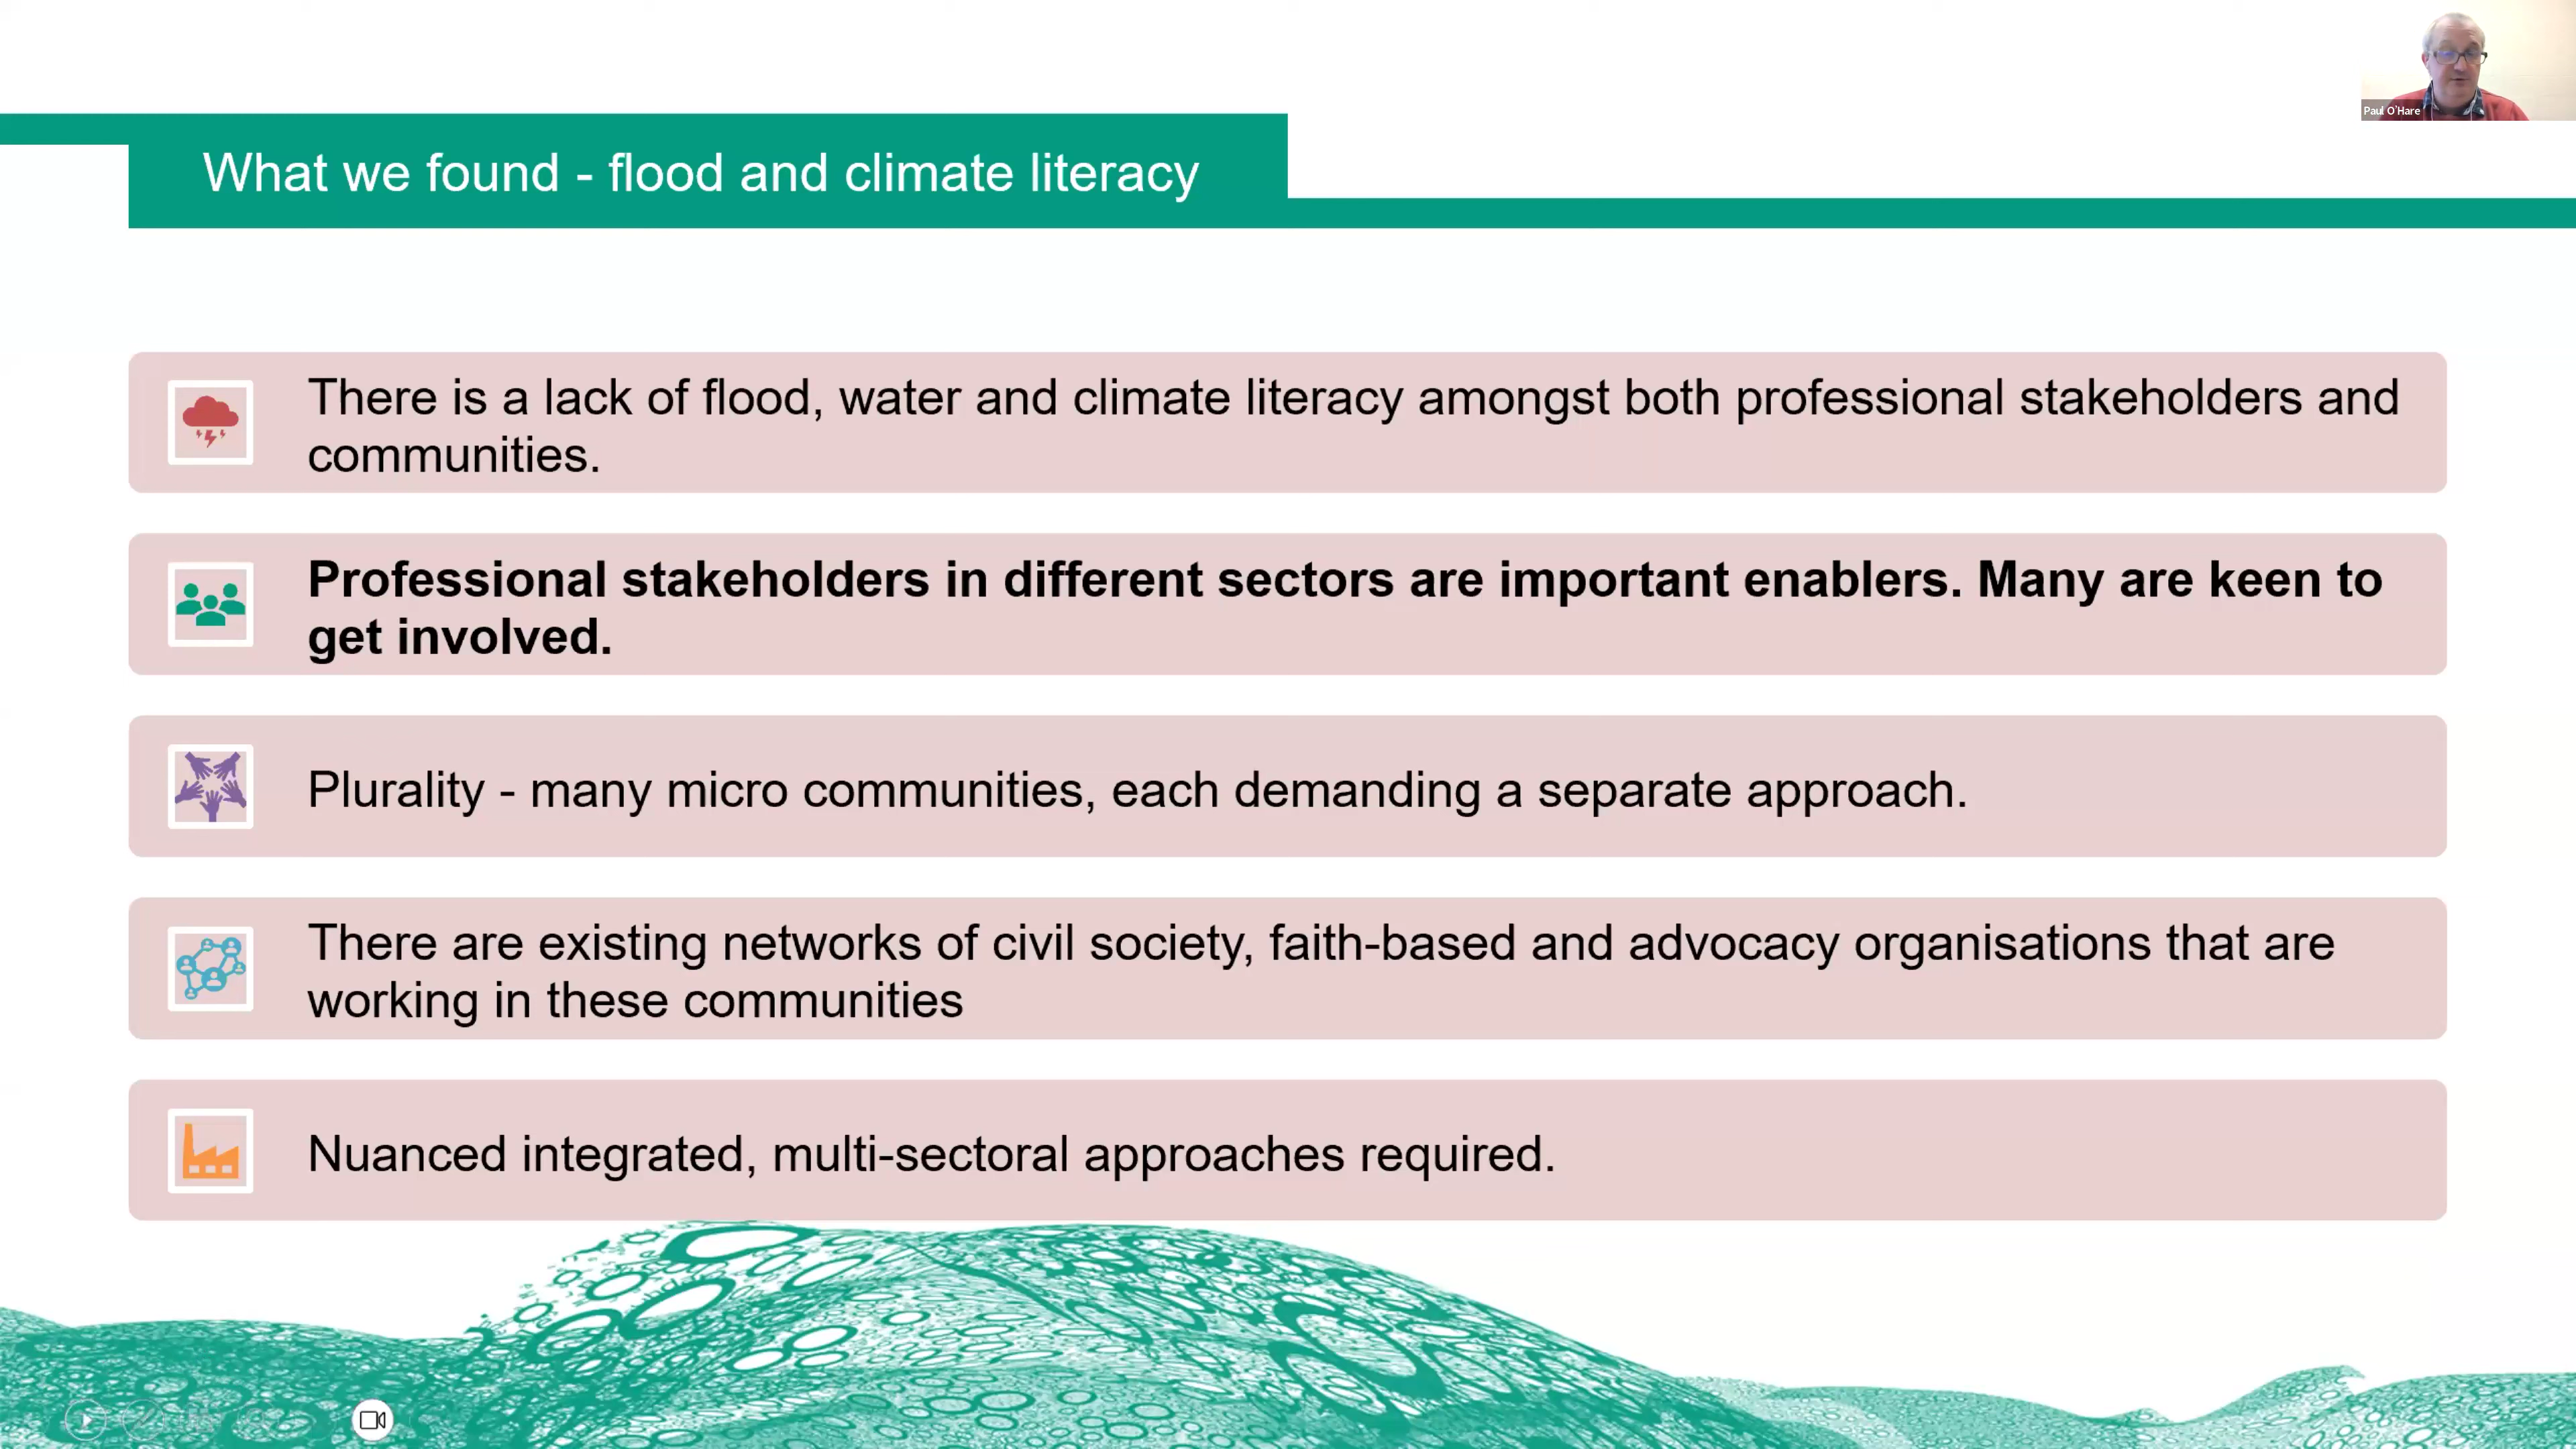 Paul O'Hare
What we found - flood and climate literacy
There is a lack of flood, water and climate literacy amongst both professional stakeholders and
communities.
Professional stakeholders in different sectors are important enablers. Many are keen to
get involved.
Plurality - many micro communities, each demanding a separate approach.
There are existing networks of civil society, faith-based and advocacy organisations that are
working in these communities
Nuanced integrated, multi-sectoral approaches required.